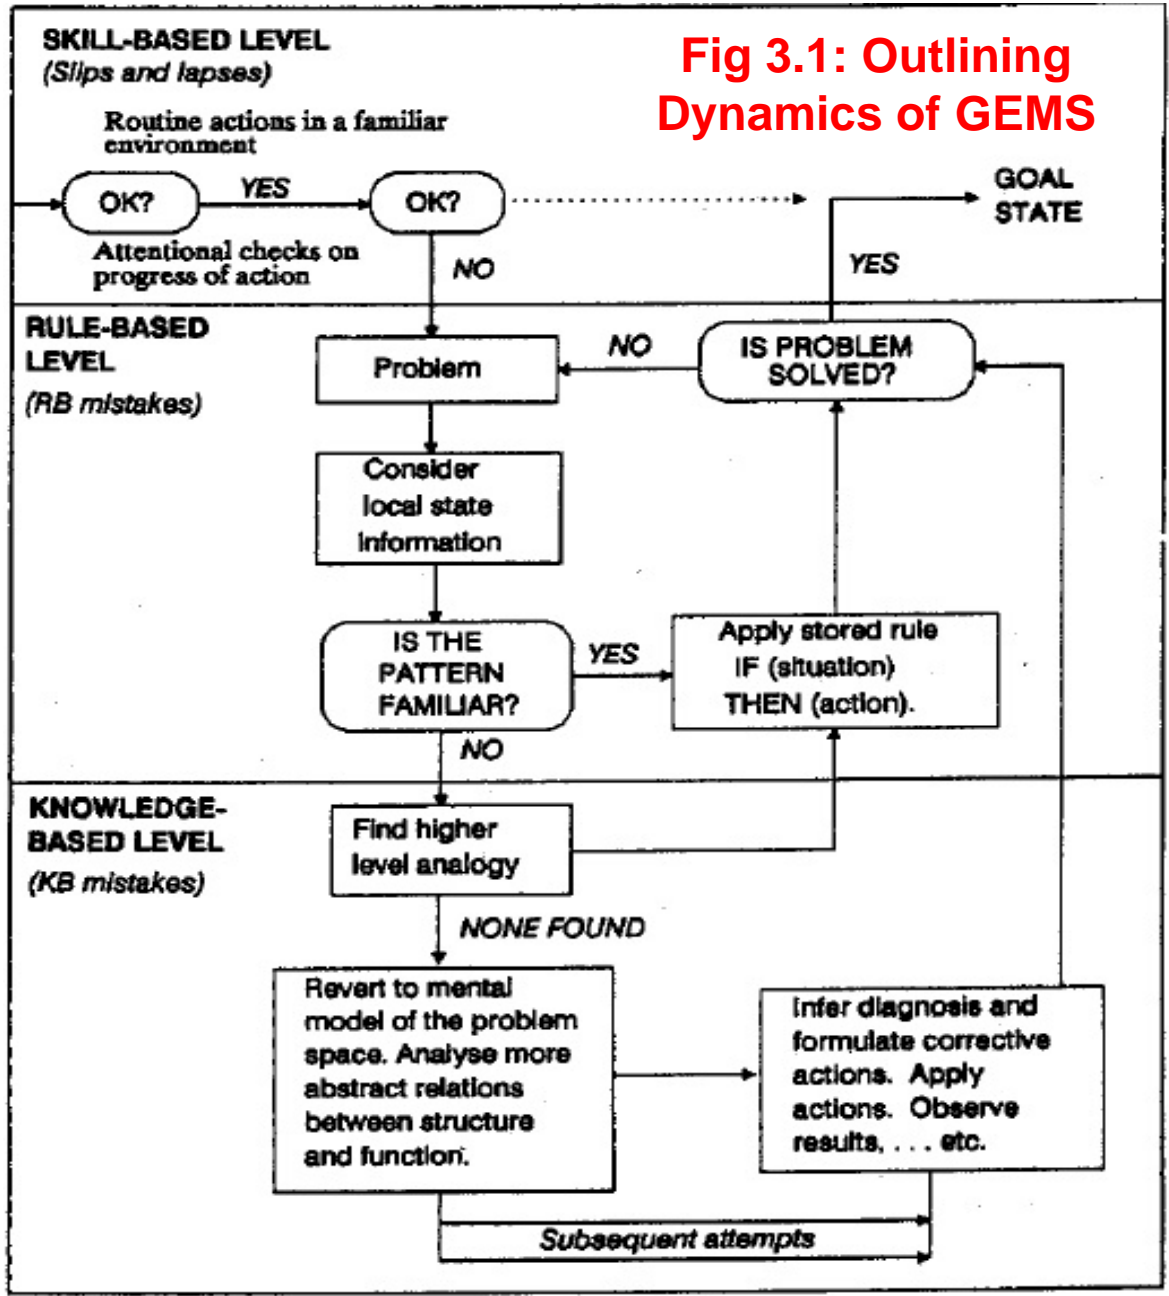 SKILL-BASED LEVEL
(Slips and lapses)
Fig 3.1: Outlining
Dynamics of GEMS
Routine actions in a familiar
environment
OK?
YES
OK?
GOAL
STATE
Attentional checks on
progress of action
NO
YES
RULE-BASED
LEVEL
(RB mistakes)
Problem
NO
IS PROBLEM
SOLVED?
Consider
local state
information
IS THE
PATTERN
FAMILIAR?
YES
Apply stored rule
IF (situation)
THEN (action).
NO
KNOWLEDGE-
BASED LEVEL
(KB mistakes)
Find higher
level analogy
NONE FOUND
Revert to mental
model of the problem
space. Analyse more
abstract relations
between structure
and function.
Infer diagnosis and
formulate corrective
actions. Apply
actions. Observe
results, . . . etc.
Subsequent attempts